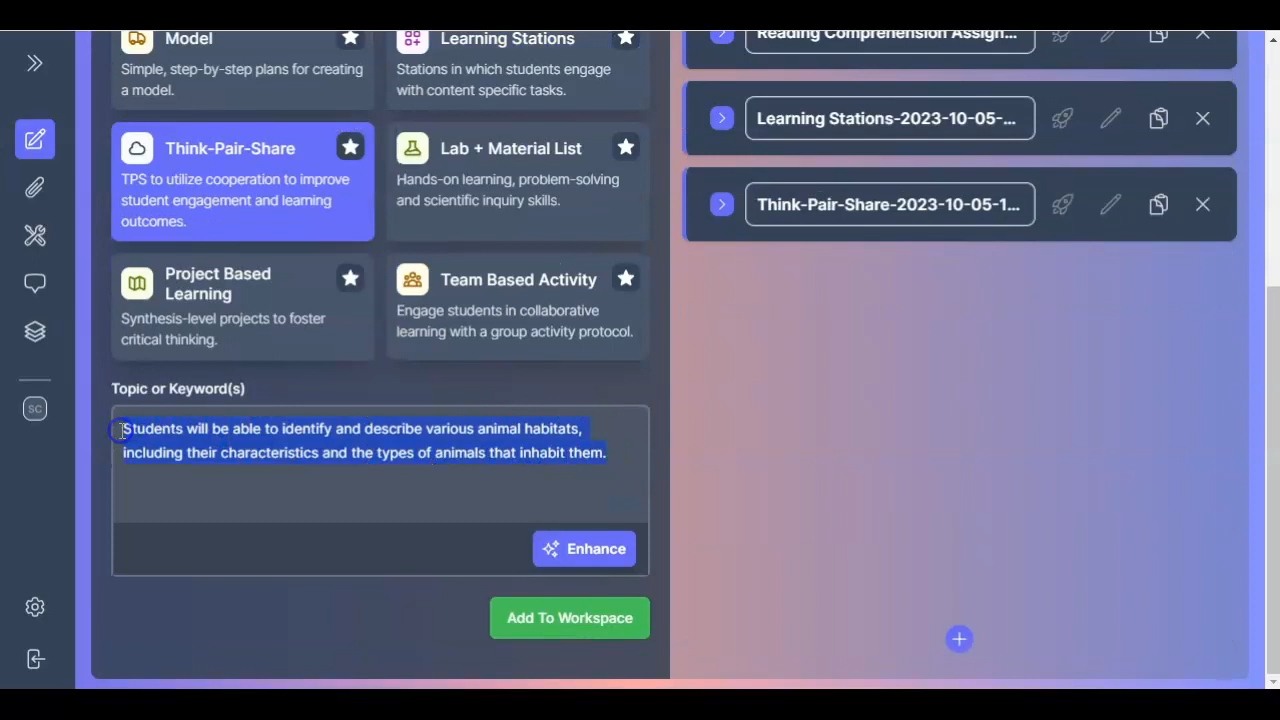 Model
Simple, step-by-step plans for creating
a model.
Learning Stations
Stations in which students engage
with content specific tasks.
Think-Pair-Share
TPS to utilize cooperation to improve
student engagement and learning
outcomes.
Lab + Material List
Hands-on learning, problem-solving
and scientific inquiry skills.
Project Based
Learning
Synthesis-level projects to foster
critical thinking.
Team Based Activity
Engage students in collaborative
learning with a group activity protocol.
Topic or Keyword(s)
Students will be able to identify and describe various animal habitats,
including their characteristics and the types of animals that inhabit them.
Enhance
Add To Workspace
Reading Comprehension Assign...
Learning Stations-2023-10-05-...
Think-Pair-Share-2023-10-05-1...
SC